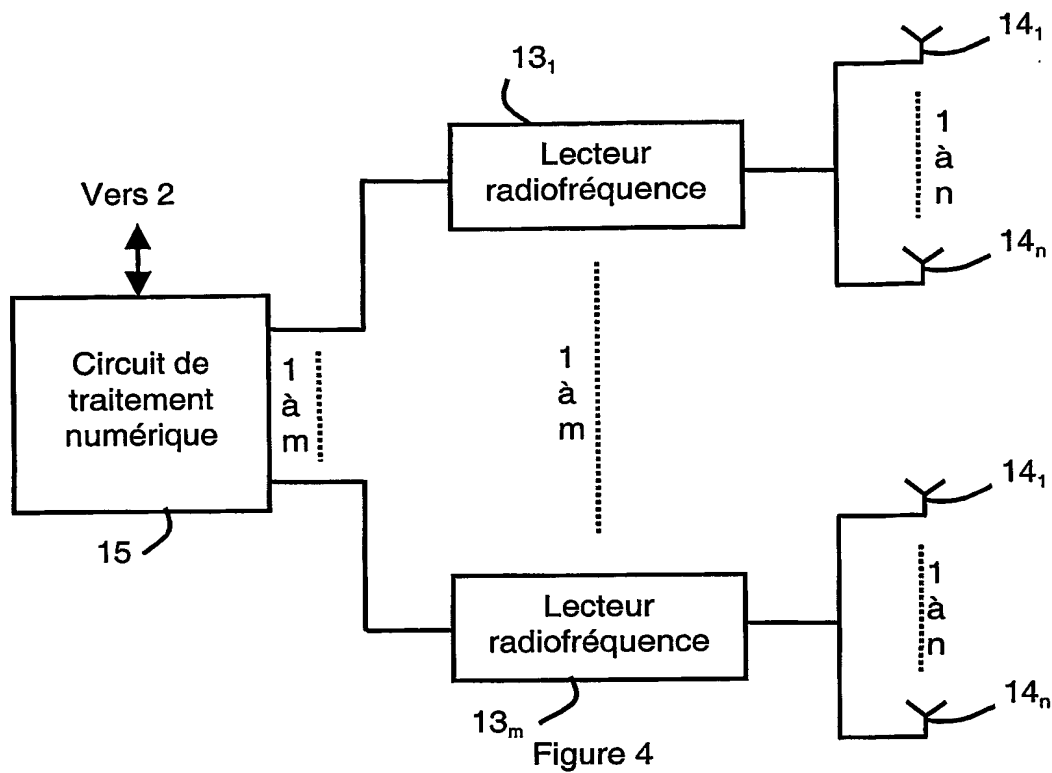 14₁
13₁
Lecteur
radiofréquence
1
à
n
Vers 2
14ₙ
Circuit de
traitement
numérique
1
à
m
1
à
m
15
14₁
Lecteur
radiofréquence
1
à
n
13ₘ
14ₙ
Figure 4